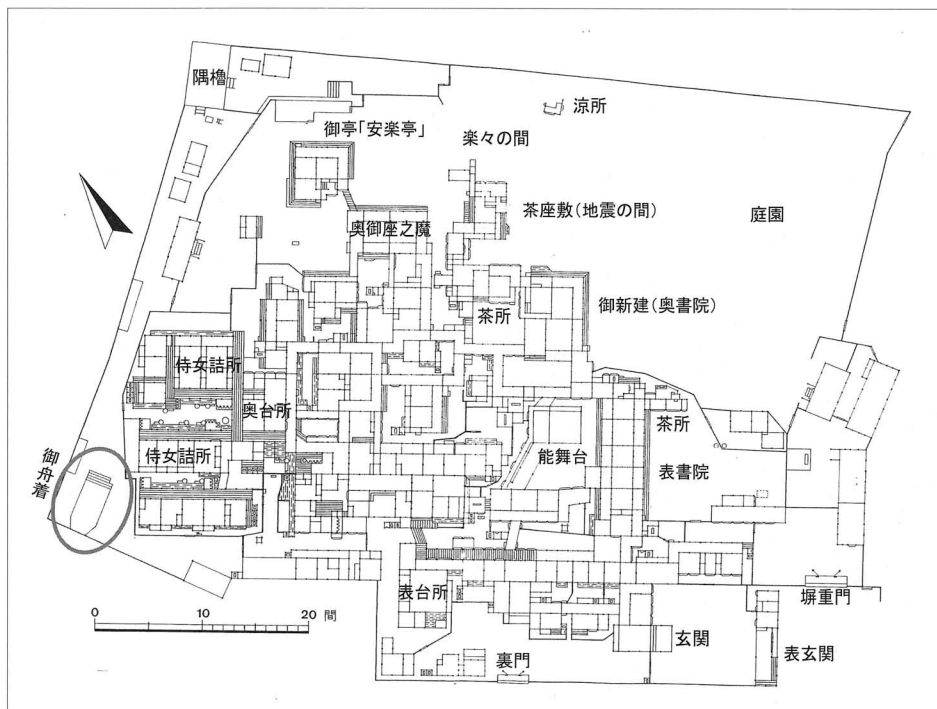 隅櫓
涼所
御亭「安楽亭」
楽々の間
茶座敷(地震の間)
庭園
奥御座之魔
御新建(奥書院)
茶所
侍女詰所
奥台所
茶所
能舞台
侍女詰所
表書院
御舟着
表台所
塀重門
0 10 20 間
玄関
表玄関
裏門